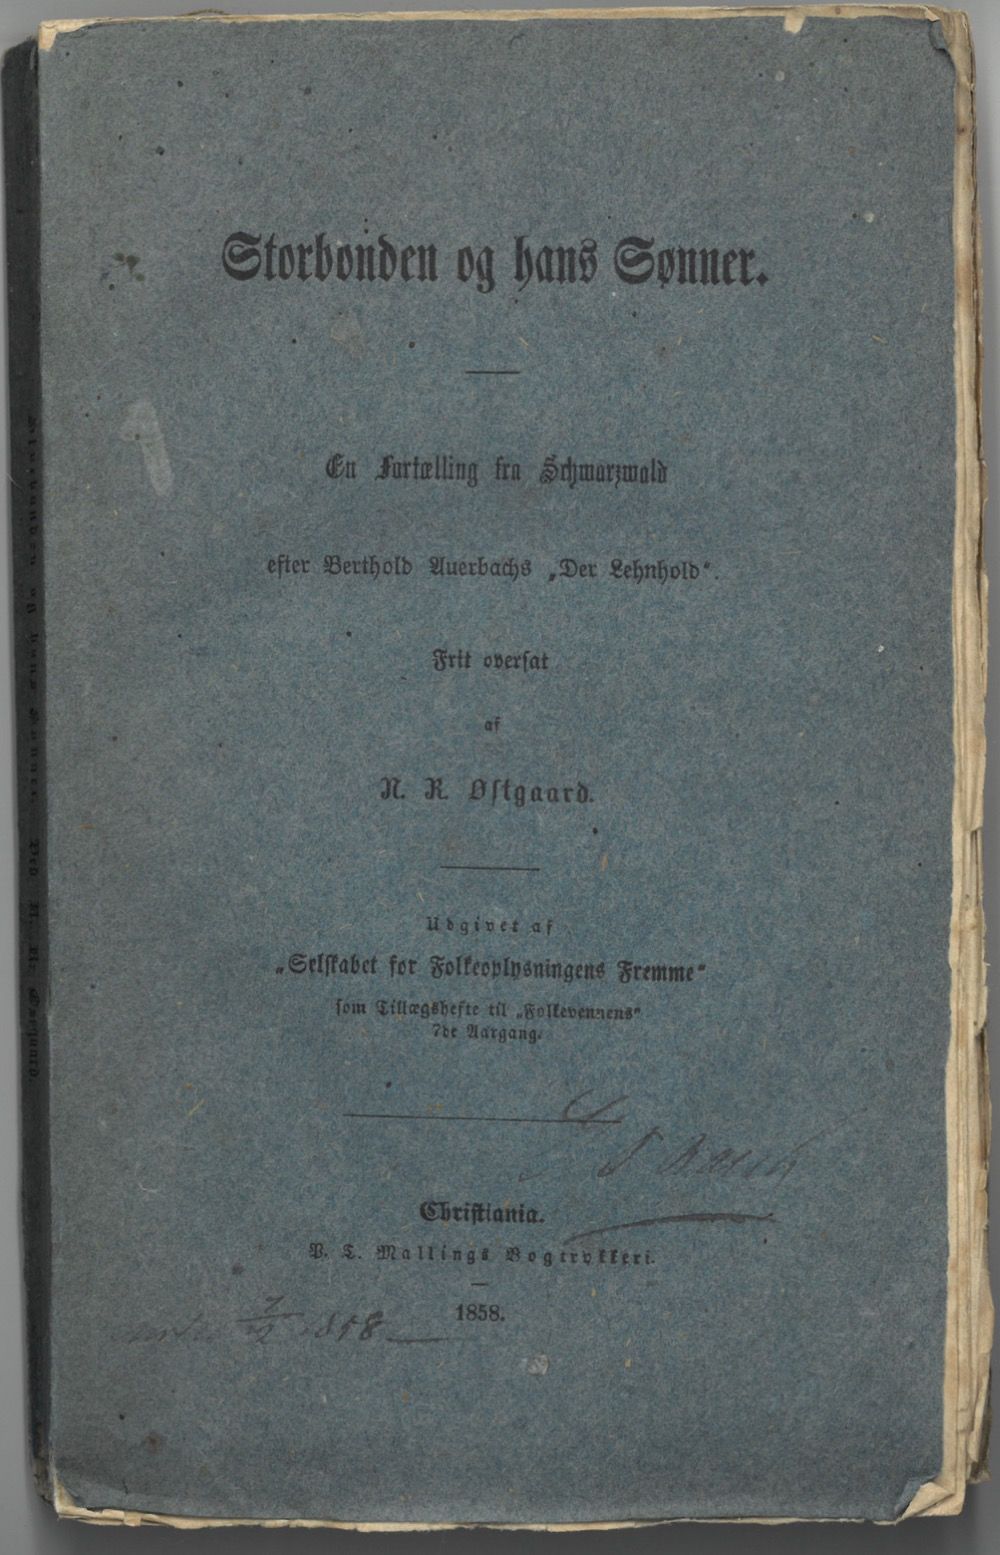 Storbonden og hans Sønner.
En Fortælling fra Schwarzwald
efter Berthold Auerbachs „Der Lehnhold“.
Frit oversat
af
N. R. Østgaard.
Udgivet af
„Selskabet for Folkeoplysningens Fremme“
som Tillægshefte til „Folkevennens“
7de Aargang.
Christiania.
P. T. Mallings Bogtrykkeri.
1858.
1858